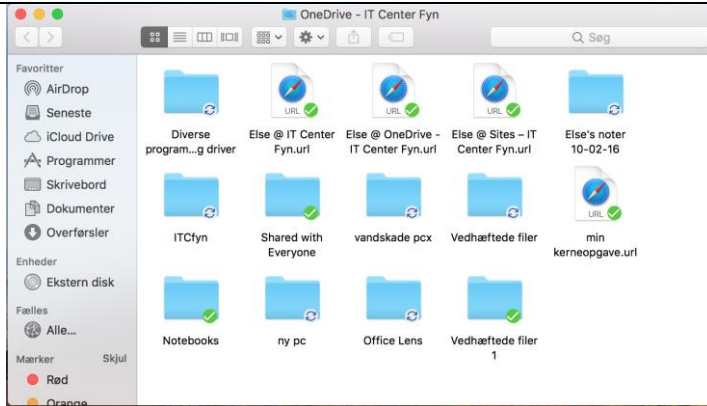 OneDrive - IT Center Fyn
Søg
Favoritter
AirDrop
Seneste
iCloud Drive
Programmer
Skrivebord
Dokumenter
Overførsler
Enheder
Ekstern disk
Fælles
Alle...
Mærker Skjul
Rød
Orange
URL URL URL
Diverse
program...g driver
Else @ IT Center
Fyn.url
Else @ OneDrive -
IT Center Fyn.url
Else @ Sites – IT
Center Fyn.url
Else's noter
10-02-16
URL
ITCfyn
Shared with
Everyone
vandskade pcx
Vedhæftede filer
min
kerneopgave.url
Notebooks
ny pc
Office Lens
Vedhæftede filer
1